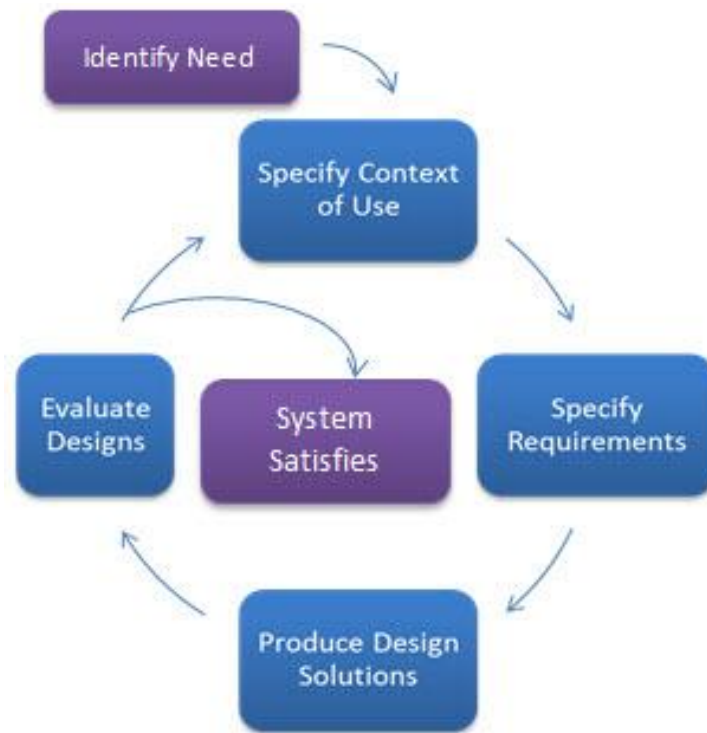 Identify Need
Specify Context
of Use
Specify
Requirements
Produce Design
Solutions
Evaluate
Designs
System
Satisfies